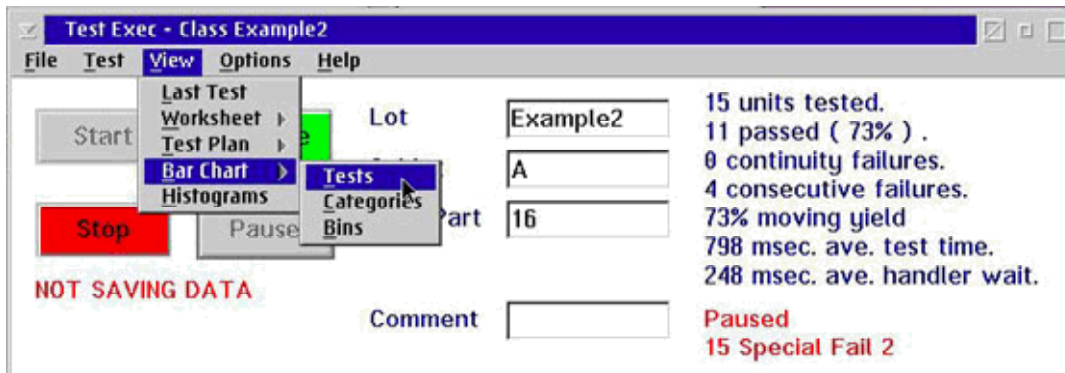 Test Exec - Class Example2
File Test View Options Help
Last Test
Worksheet
Test Plan
Bar Chart
Histograms
Tests
Categories
Bins
Start
Stop
Pause
NOT SAVING DATA
Lot
Example2
A
Part
16
Comment
15 units tested.
11 passed ( 73% ) .
0 continuity failures.
4 consecutive failures.
73% moving yield
798 msec. ave. test time.
248 msec. ave. handler wait.
Paused
15 Special Fail 2